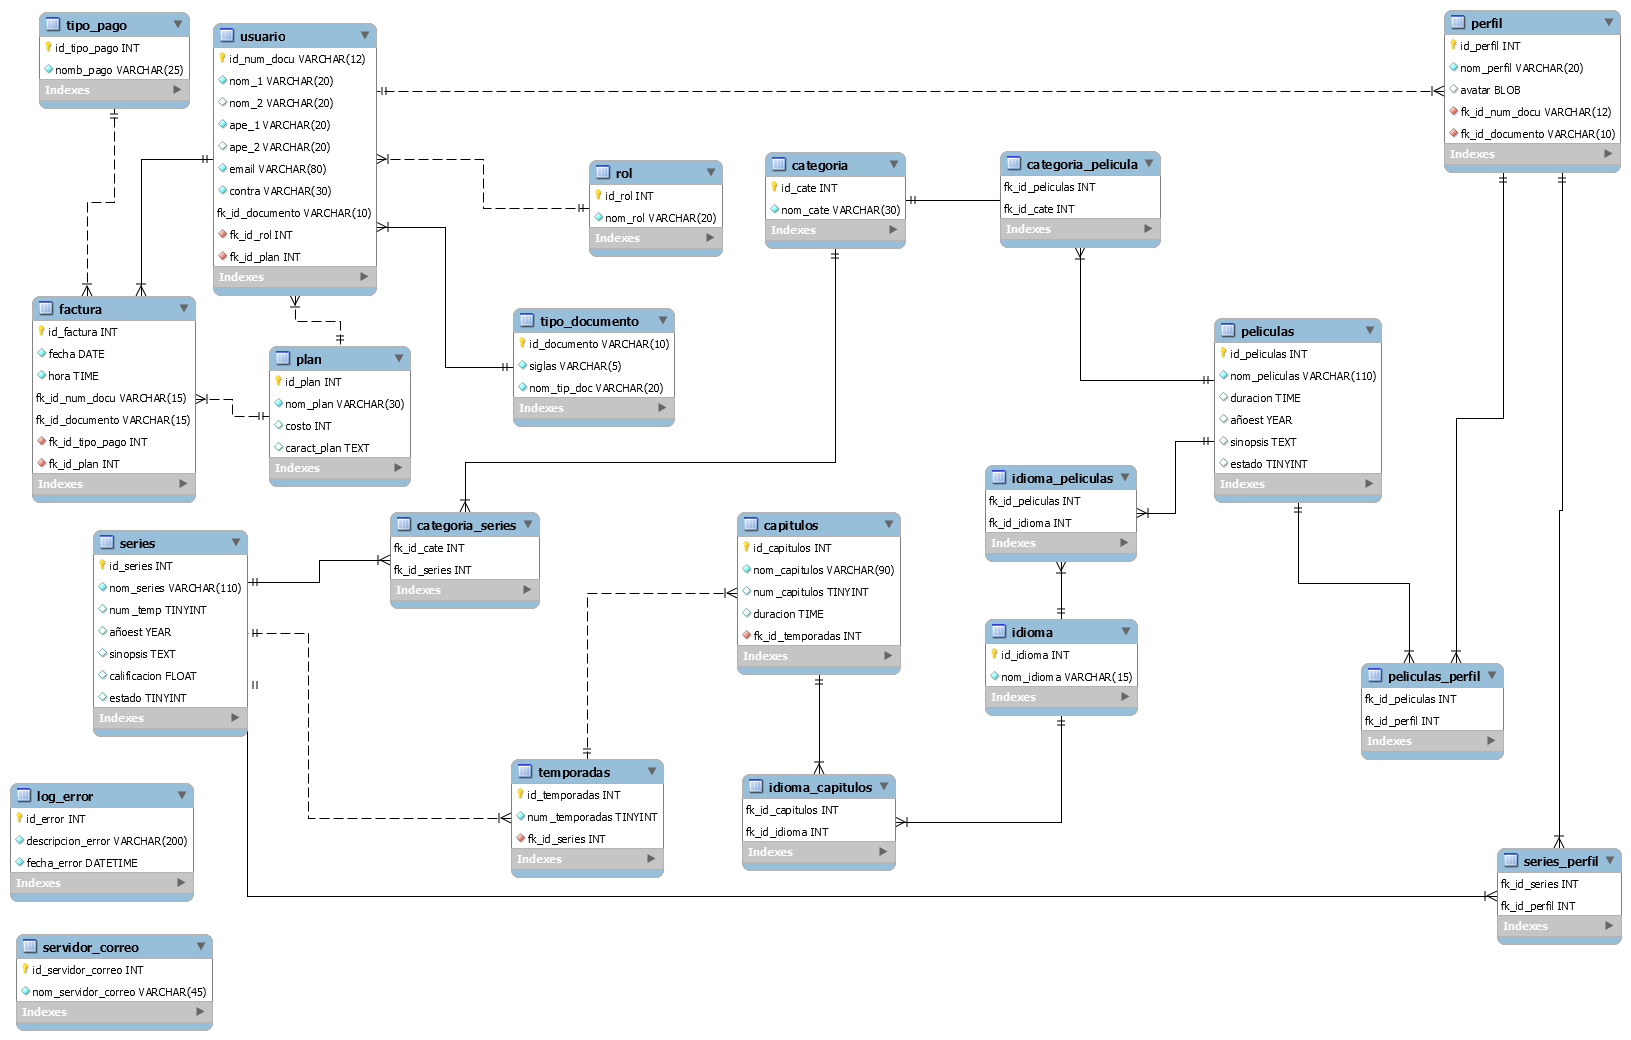 tipo_pago
id_tipo_pago INT
nomb_pago VARCHAR(25)
Indexes
usuario
id_num_docu VARCHAR(12)
nom_1 VARCHAR(20)
nom_2 VARCHAR(20)
ape_1 VARCHAR(20)
ape_2 VARCHAR(20)
email VARCHAR(80)
contra VARCHAR(30)
fk_id_documento VARCHAR(10)
fk_id_rol INT
fk_id_plan INT
Indexes
perfil
id_perfil INT
nom_perfil VARCHAR(20)
avatar BLOB
fk_id_num_docu VARCHAR(12)
fk_id_documento VARCHAR(10)
Indexes
rol
id_rol INT
nom_rol VARCHAR(20)
Indexes
categoria
id_cate INT
nom_cate VARCHAR(30)
Indexes
categoria_pelicula
fk_id_peliculas INT
fk_id_cate INT
Indexes
factura
id_factura INT
fecha DATE
hora TIME
fk_id_num_docu VARCHAR(15)
fk_id_documento VARCHAR(15)
fk_id_tipo_pago INT
fk_id_plan INT
Indexes
plan
id_plan INT
nom_plan VARCHAR(30)
costo INT
caract_plan TEXT
Indexes
tipo_documento
id_documento VARCHAR(10)
siglas VARCHAR(5)
nom_tip_doc VARCHAR(20)
Indexes
peliculas
id_peliculas INT
nom_peliculas VARCHAR(110)
duracion TIME
añoest YEAR
sinopsis TEXT
estado TINYINT
Indexes
idioma_peliculas
fk_id_peliculas INT
fk_id_idioma INT
Indexes
series
id_series INT
nom_series VARCHAR(110)
num_temp TINYINT
añoest YEAR
sinopsis TEXT
calificacion FLOAT
estado TINYINT
Indexes
categoria_series
fk_id_cate INT
fk_id_series INT
Indexes
capitulos
id_capitulos INT
nom_capitulos VARCHAR(90)
num_capitulos TINYINT
duracion TIME
fk_id_temporadas INT
Indexes
idioma
id_idioma INT
nom_idioma VARCHAR(15)
Indexes
peliculas_perfil
fk_id_peliculas INT
fk_id_perfil INT
Indexes
log_error
id_error INT
descripcion_error VARCHAR(200)
fecha_error DATETIME
Indexes
temporadas
id_temporadas INT
num_temporadas TINYINT
fk_id_series INT
Indexes
idioma_capitulos
fk_id_capitulos INT
fk_id_idioma INT
Indexes
series_perfil
fk_id_series INT
fk_id_perfil INT
Indexes
servidor_correo
id_servidor_correo INT
nom_servidor_correo VARCHAR(45)
Indexes